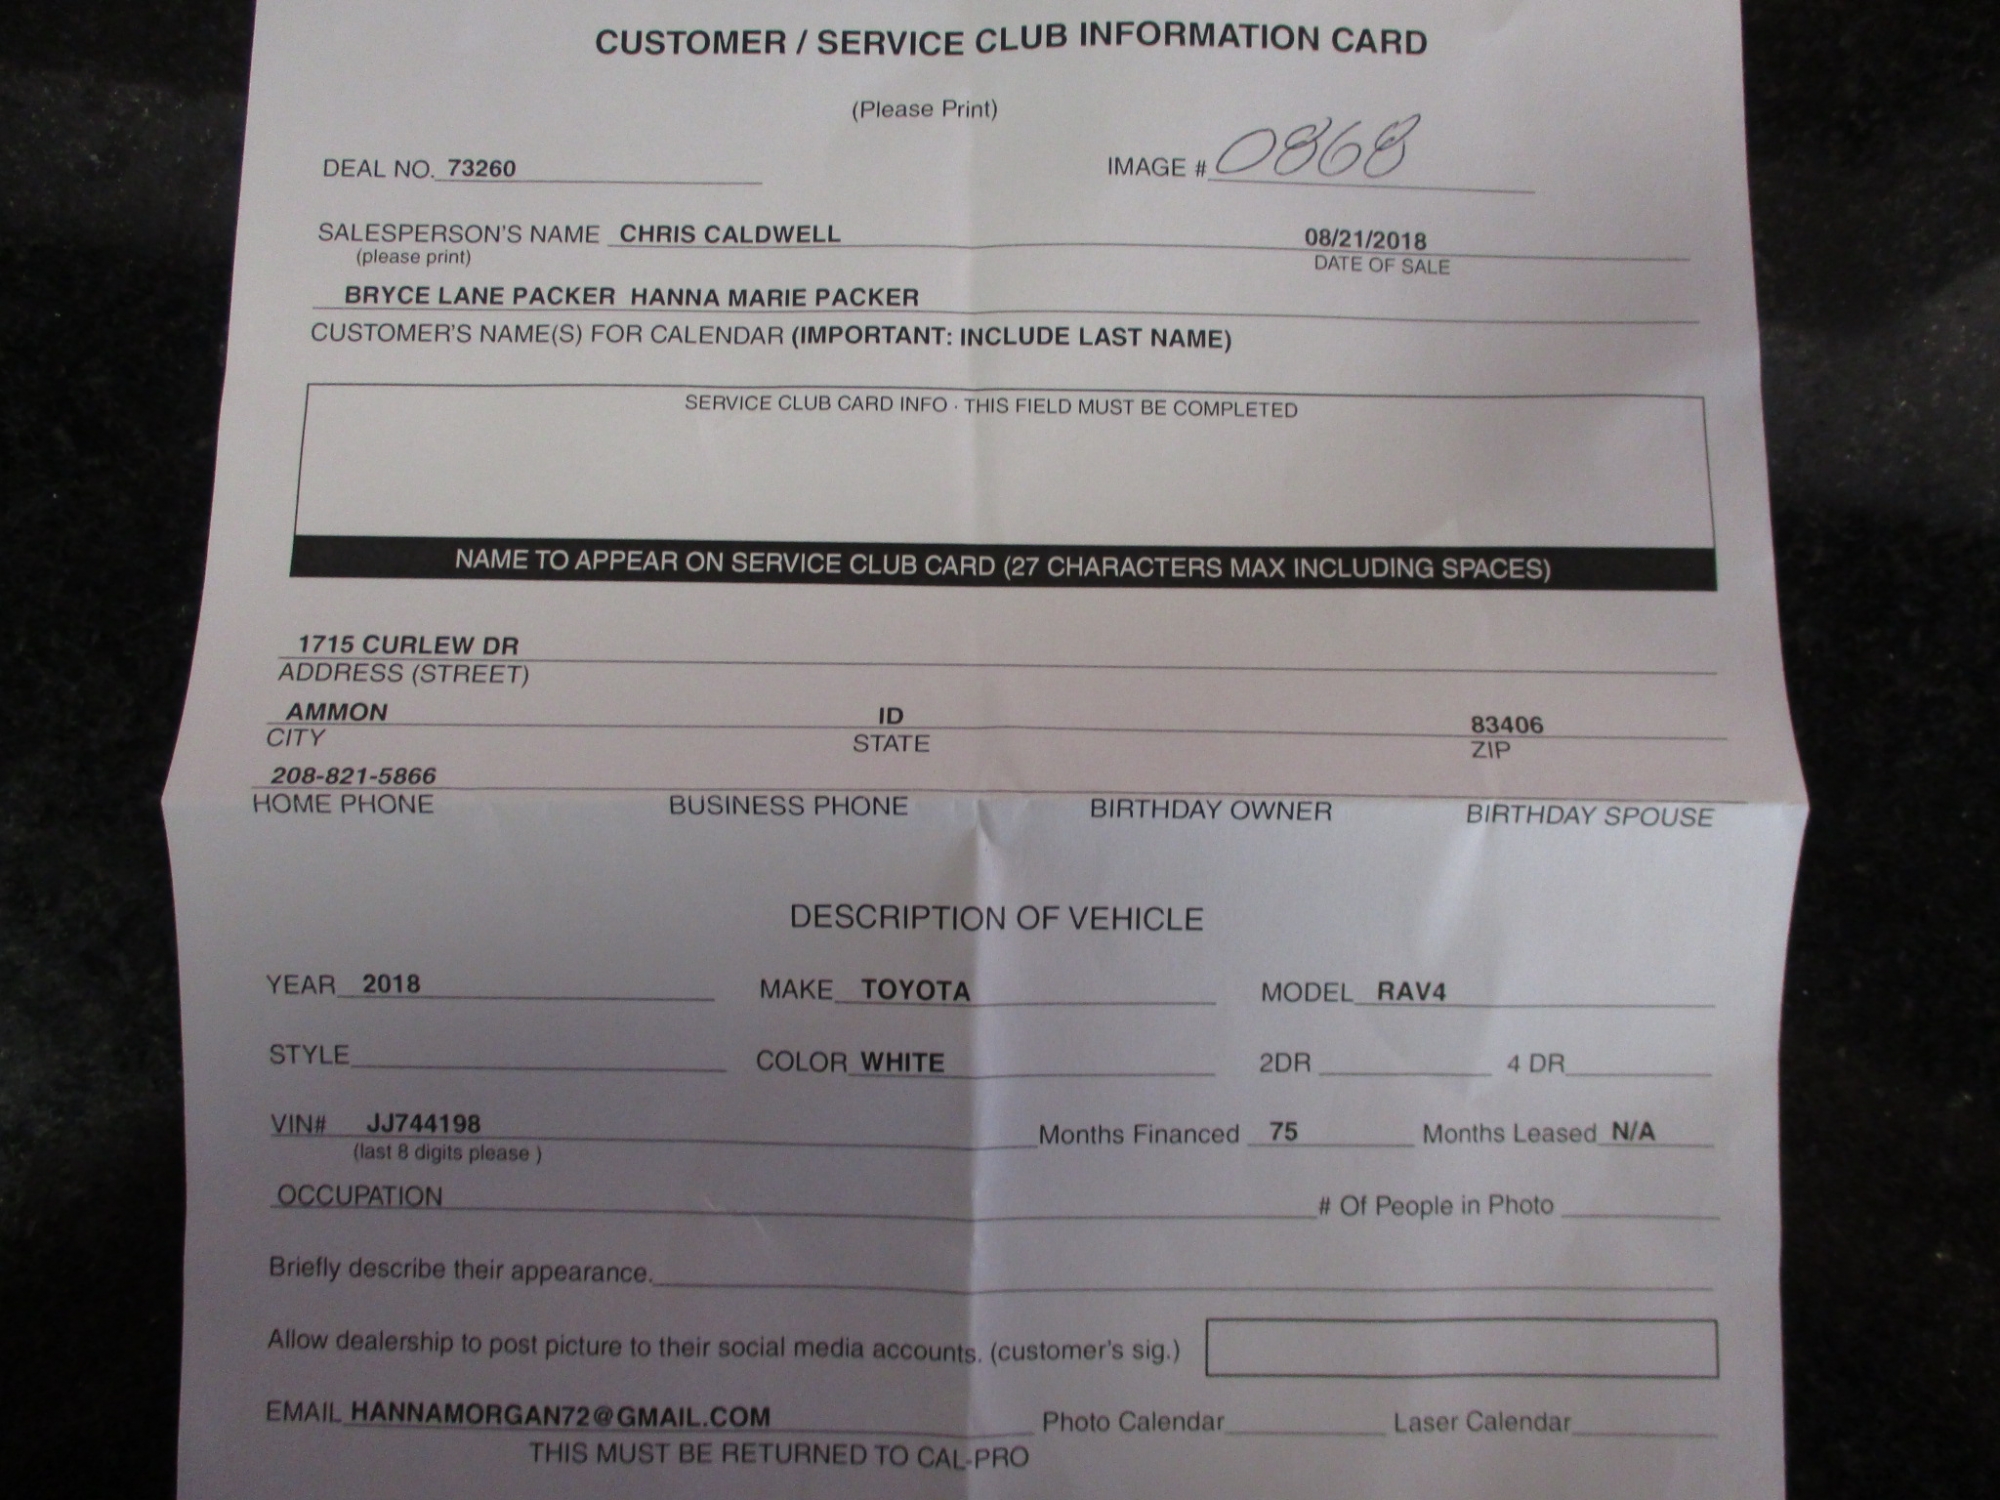 CUSTOMER / SERVICE CLUB INFORMATION CARD
(Please Print)
DEAL NO. 73260 IMAGE # 0868
SALESPERSON'S NAME CHRIS CALDWELL 08/21/2018
(please print) DATE OF SALE
BRYCE LANE PACKER HANNA MARIE PACKER
CUSTOMER'S NAME(S) FOR CALENDAR (IMPORTANT: INCLUDE LAST NAME)
SERVICE CLUB CARD INFO · THIS FIELD MUST BE COMPLETED
NAME TO APPEAR ON SERVICE CLUB CARD (27 CHARACTERS MAX INCLUDING SPACES)
1715 CURLEW DR
ADDRESS (STREET)
AMMON ID 83406
CITY STATE ZIP
208-821-5866
HOME PHONE BUSINESS PHONE BIRTHDAY OWNER BIRTHDAY SPOUSE
DESCRIPTION OF VEHICLE
YEAR 2018 MAKE TOYOTA MODEL RAV4
STYLE COLOR WHITE 2DR 4 DR
VIN# JJ744198 Months Financed 75 Months Leased N/A
(last 8 digits please )
OCCUPATION # Of People in Photo
Briefly describe their appearance.
Allow dealership to post picture to their social media accounts. (customer's sig.)
EMAIL HANNAMORGAN72@GMAIL.COM Photo Calendar Laser Calendar
THIS MUST BE RETURNED TO CAL-PRO